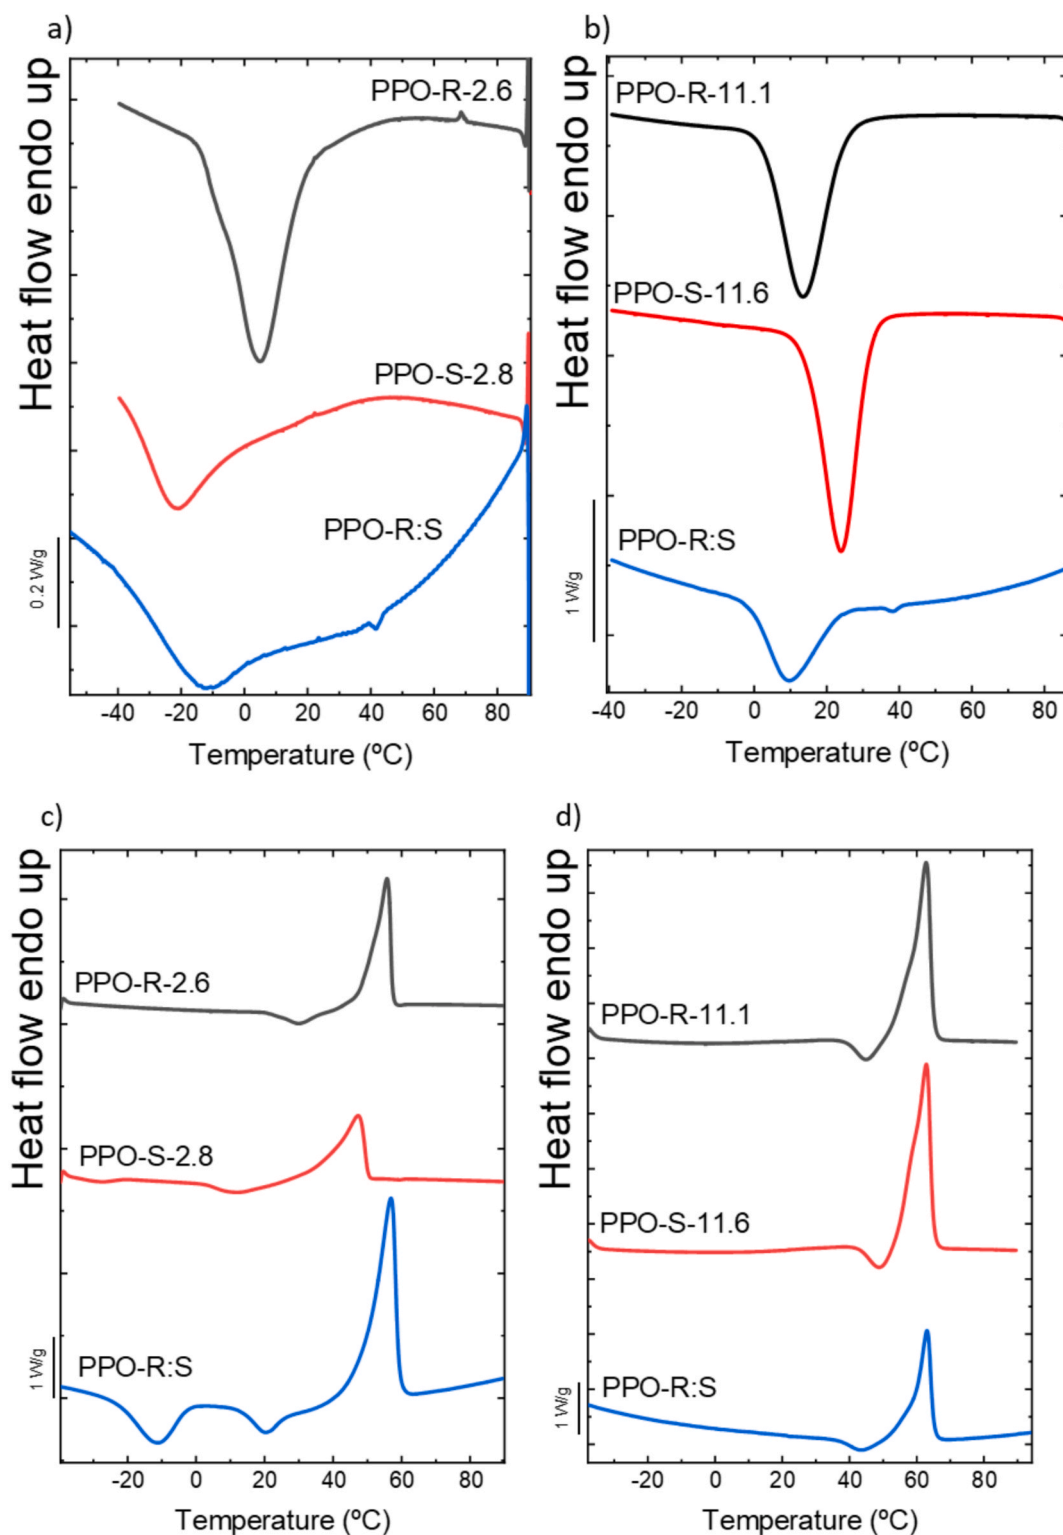 a)
Heat flow endo up
PPO-R-2.6
PPO-S-2.8
PPO-R:S
0.2 W/g
-40 -20 0 20 40 60 80
Temperature (ºC)
b)
Heat flow endo up
PPO-R-11.1
PPO-S-11.6
PPO-R:S
1 W/g
-40 -20 0 20 40 60 80
Temperature (ºC)
c)
Heat flow endo up
PPO-R-2.6
PPO-S-2.8
PPO-R:S
1 W/g
-20 0 20 40 60 80
Temperature (ºC)
d)
Heat flow endo up
PPO-R-11.1
PPO-S-11.6
PPO-R:S
1 W/g
-20 0 20 40 60 80
Temperature (ºC)